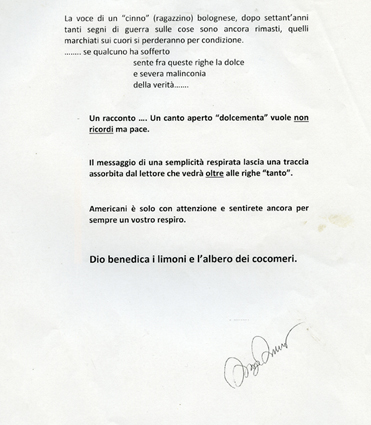 La voce di un "cinno" (ragazzino) bolognese, dopo settant'anni
tanti segni di guerra sulle cose sono ancora rimasti, quelli
marchiati sui cuori si perderanno per condizione.
........ se qualcuno ha sofferto
sente fra queste righe la dolce
e severa malinconia
della verità.......
Un racconto .... Un canto aperto "dolcementa" vuole non
ricordi ma pace.
Il messaggio di una semplicità respirata lascia una traccia
assorbita dal lettore che vedrà oltre alle righe "tanto".
Americani è solo con attenzione e sentirete ancora per
sempre un vostro respiro.
Dio benedica i limoni e l'albero dei cocomeri.